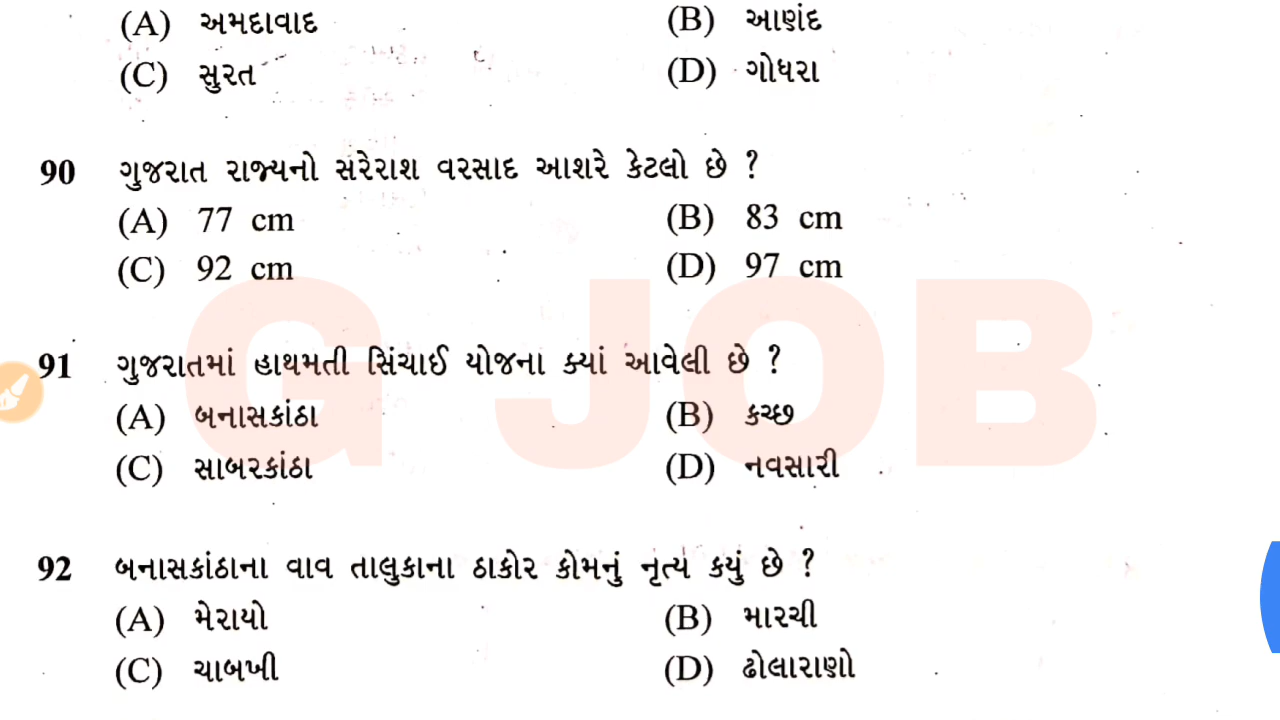 (A) અમદાવાદ (B) આણંદ
(C) સુરત (D) ગોધરા
90 ગુજરાત રાજ્યનો સરેરાશ વરસાદ આશરે કેટલો છે ?
(A) 77 cm (B) 83 cm
(C) 92 cm (D) 97 cm
G JOB
91 ગુજરાતમાં હાથમતી સિંચાઈ યોજના ક્યાં આવેલી છે ?
(A) બનાસકાંઠા (B) કચ્છ
(C) સાબરકાંઠા (D) નવસારી
92 બનાસકાંઠાના વાવ તાલુકાના ઠાકોર કોમનું નૃત્ય કયું છે ?
(A) મેરાયો (B) મારચી
(C) ચાબખી (D) ઢોલારાણો